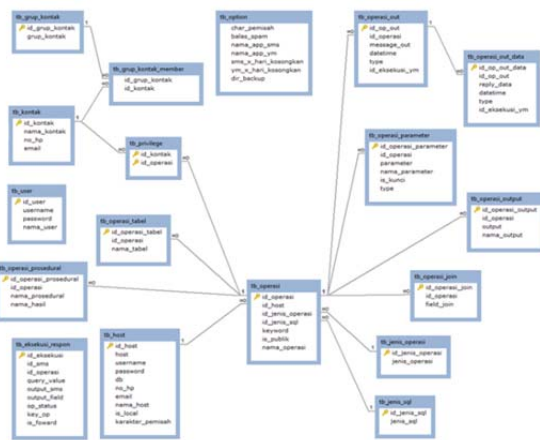 tb_grup_kontak
id_grup_kontak
grup_kontak
tb_grup_kontak_member
id_grup_kontak
id_kontak
tb_option
char_pemisah
balas_spam
nama_app_sms
nama_app_ym
sms_x_hari_kosongkan
ym_x_hari_kosongkan
dir_backup
tb_operasi_out
id_op_out
id_operasi
message_out
datetime
type
id_eksekusi_ym
tb_operasi_out_data
id_op_out_data
id_op_out
reply_data
datetime
type
id_eksekusi_ym
tb_kontak
id_kontak
nama_kontak
no_hp
email
tb_privilege
id_kontak
id_operasi
tb_operasi_parameter
id_operasi_parameter
id_operasi
parameter
name_parameter
is_kunci
type
tb_user
id_user
username
password
nama_user
tb_operasi_tabel
id_operasi_tabel
id_operasi
nama_tabel
tb_operasi_output
id_operasi_output
id_operasi
output
nama_output
tb_operasi_prosedural
id_operasi_prosedural
id_operasi
nama_prosedural
nama_hasil
tb_operasi
id_operasi
id_host
id_jenis_operasi
id_jenis_sql
keyword
is_publik
nama_operasi
tb_operasi_join
id_operasi_join
id_operasi
field_join
tb_eksekusi_respon
id_eksekusi
id_sms
id_operasi
query_value
output_sms
output_field
op_status
key_op
is_foward
tb_host
id_host
host
username
password
db
no_hp
email
nama_host
is_local
karakter_pemisah
tb_jenis_operasi
id_jenis_operasi
jenis_operasi
tb_jenis_sql
id_jenis_sql
jenis_sql